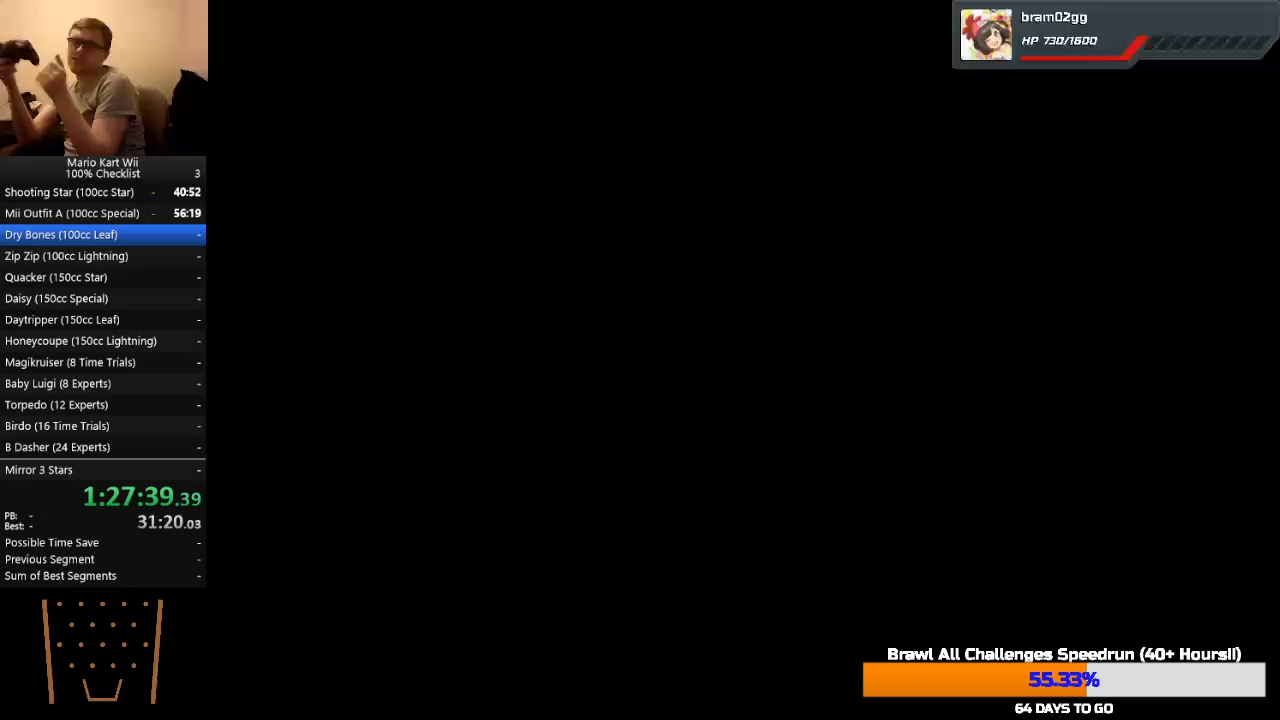 bram02gg
HP 730/1600
Mario Kart Wii
100% Checklist 3
Shooting Star (100cc Star) - 40:52
Mii Outfit A (100cc Special) - 56:19
Dry Bones (100cc Leaf) -
Zip Zip (100cc Lightning) -
Quacker (150cc Star) -
Daisy (150cc Special) -
Daytripper (150cc Leaf) -
Honeycoupe (150cc Lightning) -
Magikruiser (8 Time Trials) -
Baby Luigi (8 Experts) -
Torpedo (12 Experts) -
Birdo (16 Time Trials) -
B Dasher (24 Experts) -
Mirror 3 Stars -
1:27:39.39
PB: -
Best: - 31:20.03
Possible Time Save -
Previous Segment -
Sum of Best Segments -
Brawl All Challenges Speedrun (40+ Hours!!)
55.33%
64 DAYS TO GO